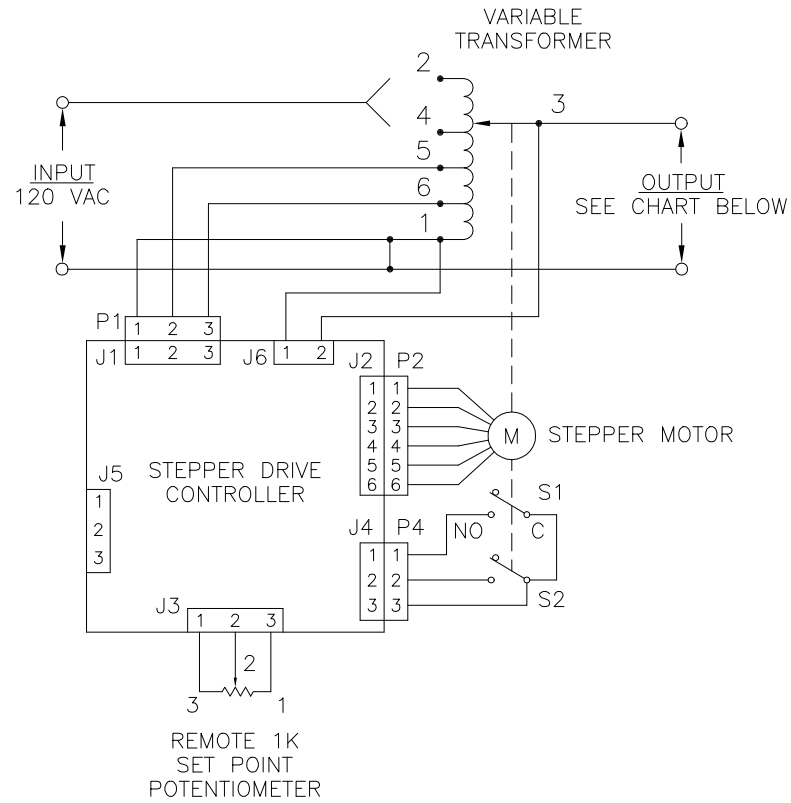 VARIABLE
TRANSFORMER
2
4
5
6
1
3
INPUT
120 VAC
OUTPUT
SEE CHART BELOW
P1
1 2 3
J1
1 2 3
J6
1 2
J2 P2
1 1
2 2
3 3
4 4
5 5
6 6
M
STEPPER MOTOR
STEPPER DRIVE
CONTROLLER
J5
1
2
3
S1
NO C
S2
J4 P4
1 1
2 2
3 3
J3
1 2 3
2
3 1
REMOTE 1K
SET POINT
POTENTIOMETER